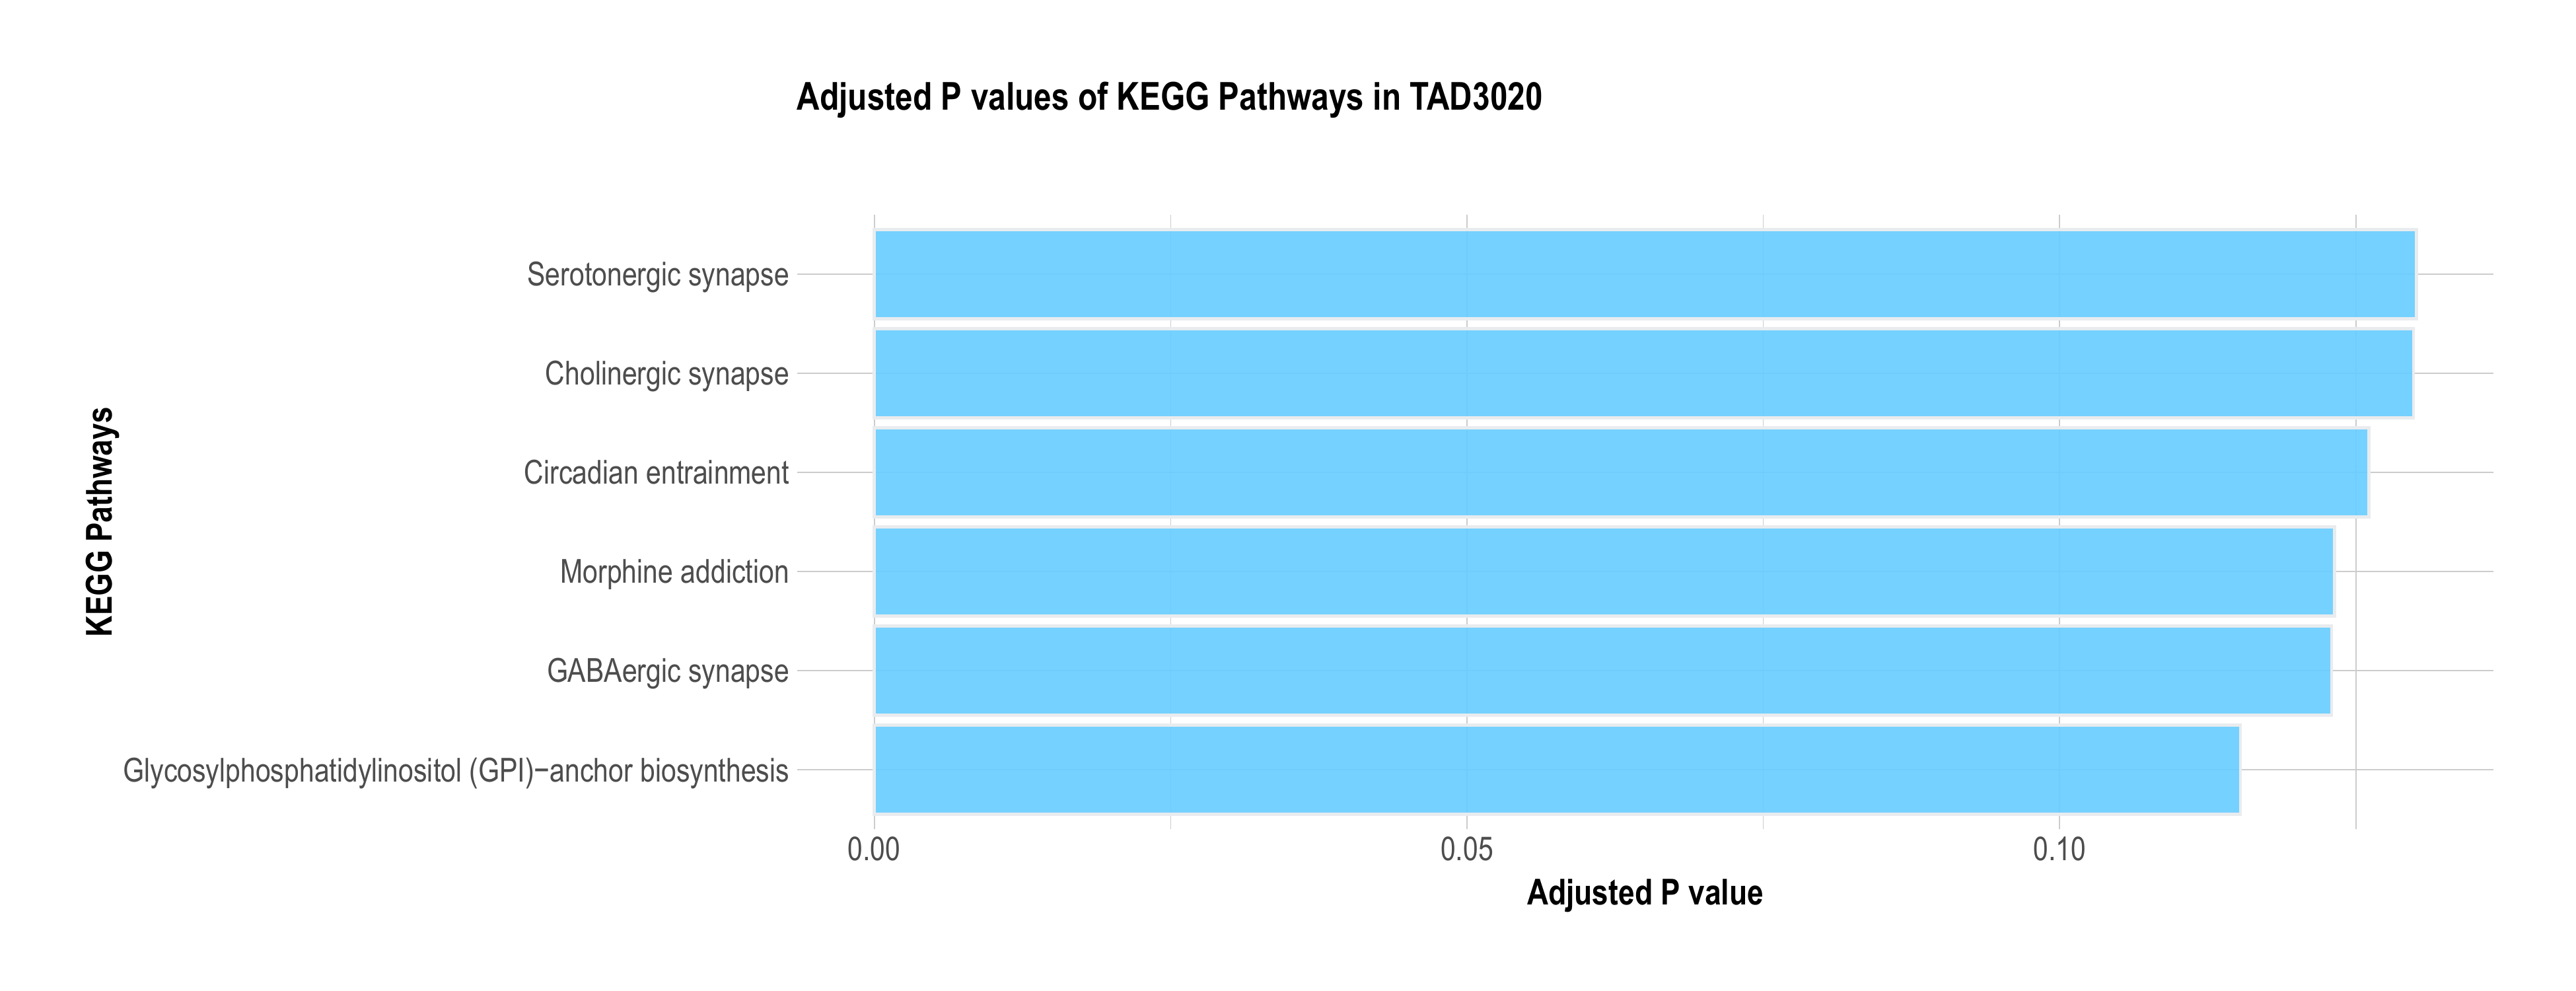 Adjusted P values of KEGG Pathways in TAD3020
KEGG Pathways
Serotonergic synapse
Cholinergic synapse
Circadian entrainment
Morphine addiction
GABAergic synapse
Glycosylphosphatidylinositol (GPI)−anchor biosynthesis
0.00 0.05 0.10
Adjusted P value